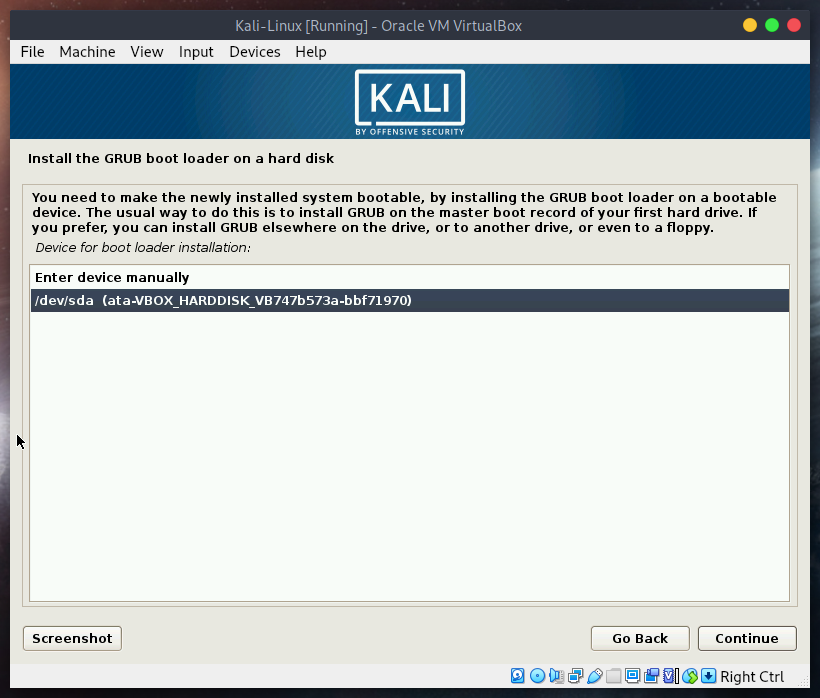 Kali-Linux [Running] - Oracle VM VirtualBox
File Machine View Input Devices Help
KALI
BY OFFENSIVE SECURITY
Install the GRUB boot loader on a hard disk
You need to make the newly installed system bootable, by installing the GRUB boot loader on a bootable
device. The usual way to do this is to install GRUB on the master boot record of your first hard drive. If
you prefer, you can install GRUB elsewhere on the drive, or to another drive, or even to a floppy.
Device for boot loader installation:
Enter device manually
/dev/sda (ata-VBOX_HARDDISK_VB747b573a-bbf71970)
Screenshot Go Back Continue
Right Ctrl